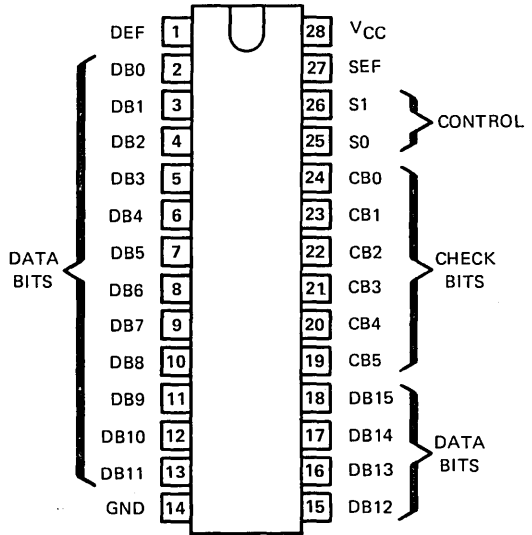 DEF 1 28 VCC
DB0 2 27 SEF
DB1 3 26 S1
CONTROL
DB2 4 25 S0
DB3 5 24 CB0
DB4 6 23 CB1
DB5 7 22 CB2
DATA
BITS
CHECK
BITS
DB6 8 21 CB3
DB7 9 20 CB4
DB8 10 19 CB5
DB9 11 18 DB15
DB10 12 17 DB14
DATA
BITS
DB11 13 16 DB13
GND 14 15 DB12